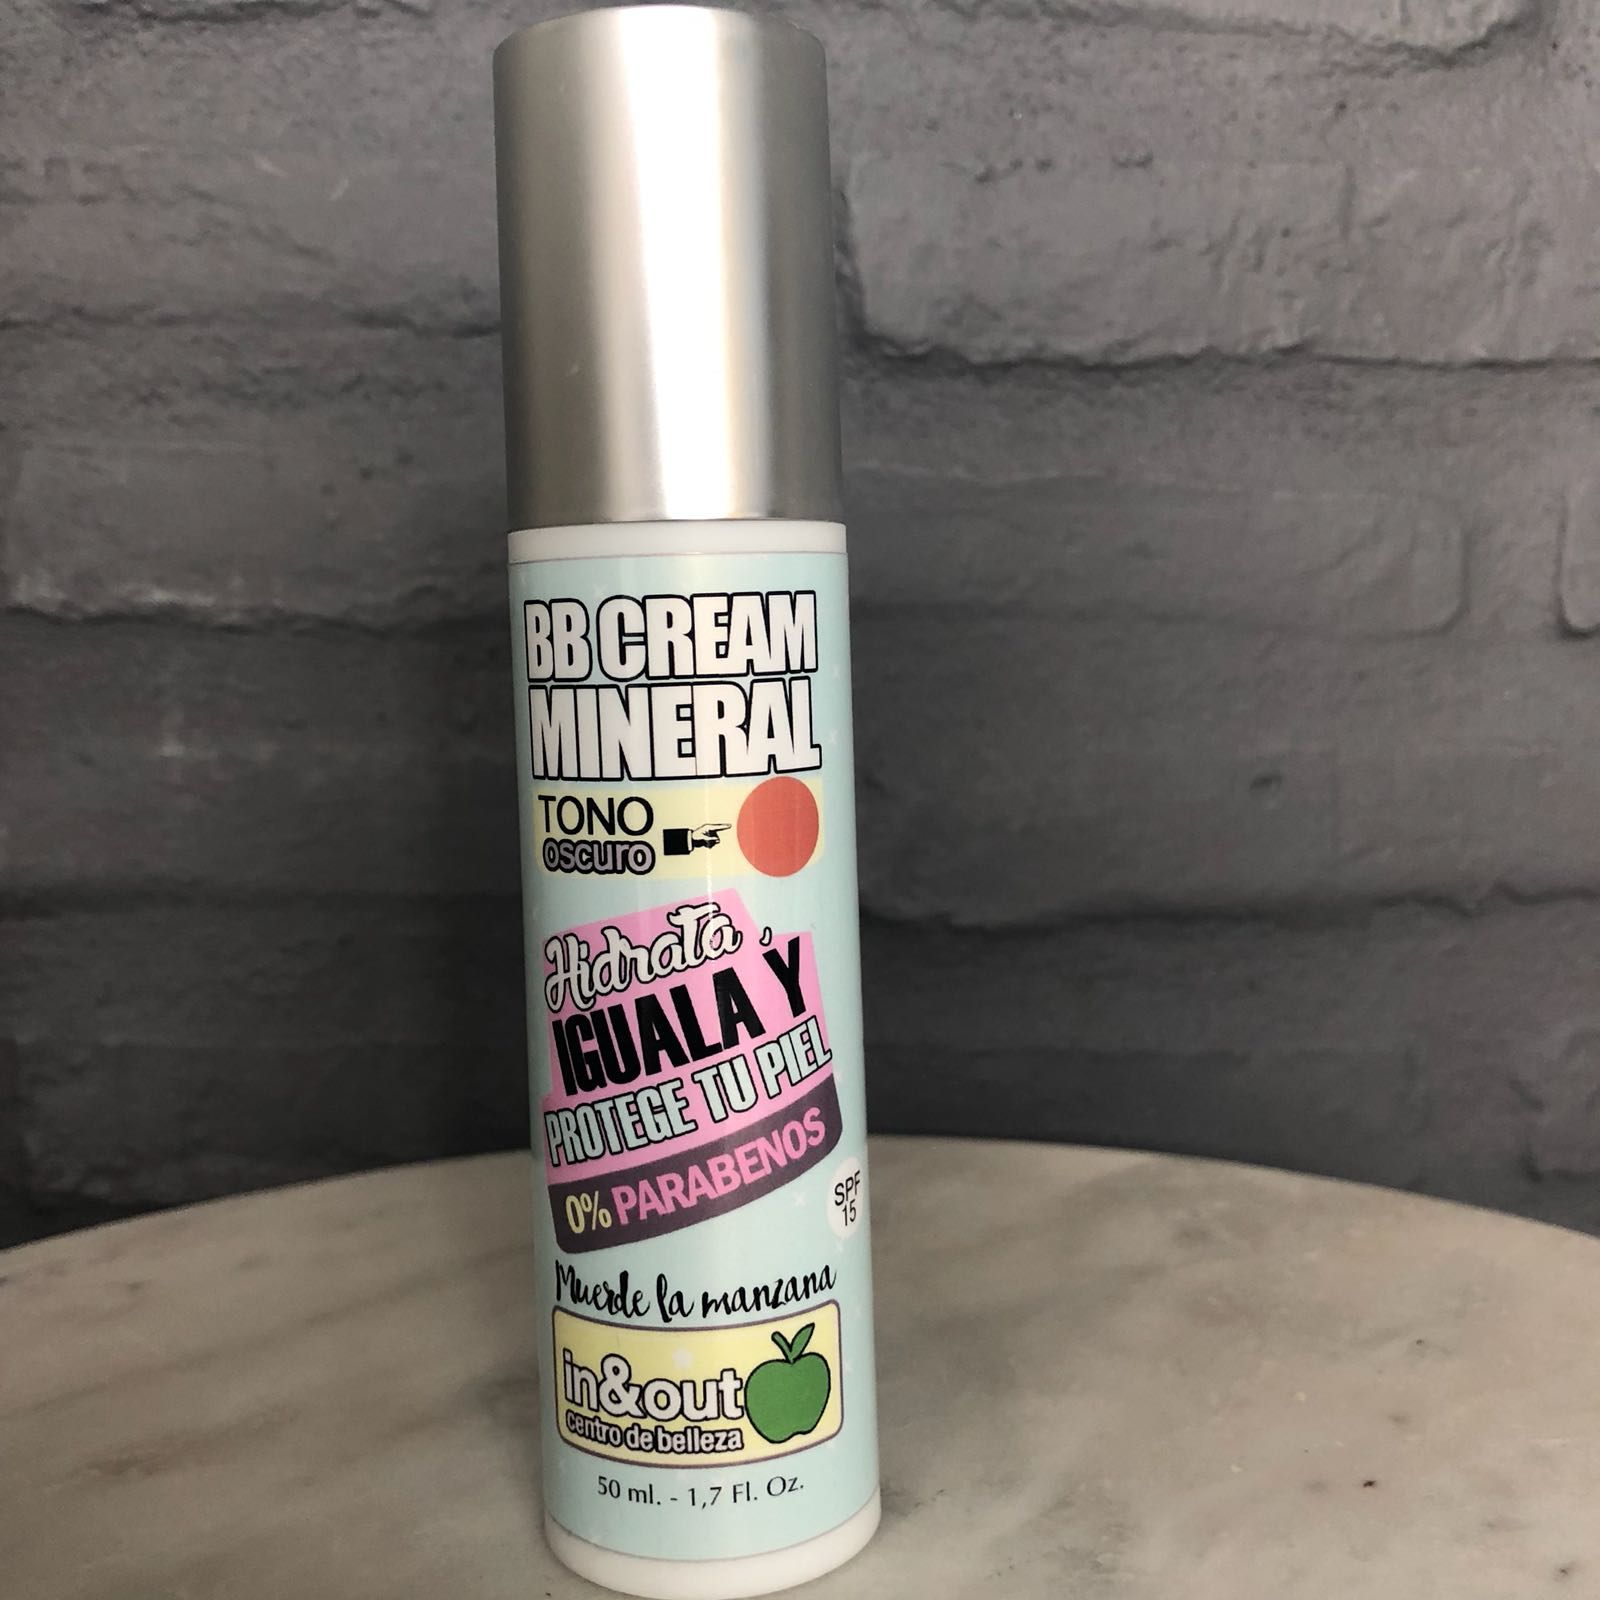 BB CREAM
MINERAL
TONO
oscuro
Hidrata,
IGUALA Y
PROTEGE TU PIEL
0% PARABENOS
SPF
15
Muerde la manzana
in&out
centro de belleza
50 ml. - 1,7 Fl. Oz.